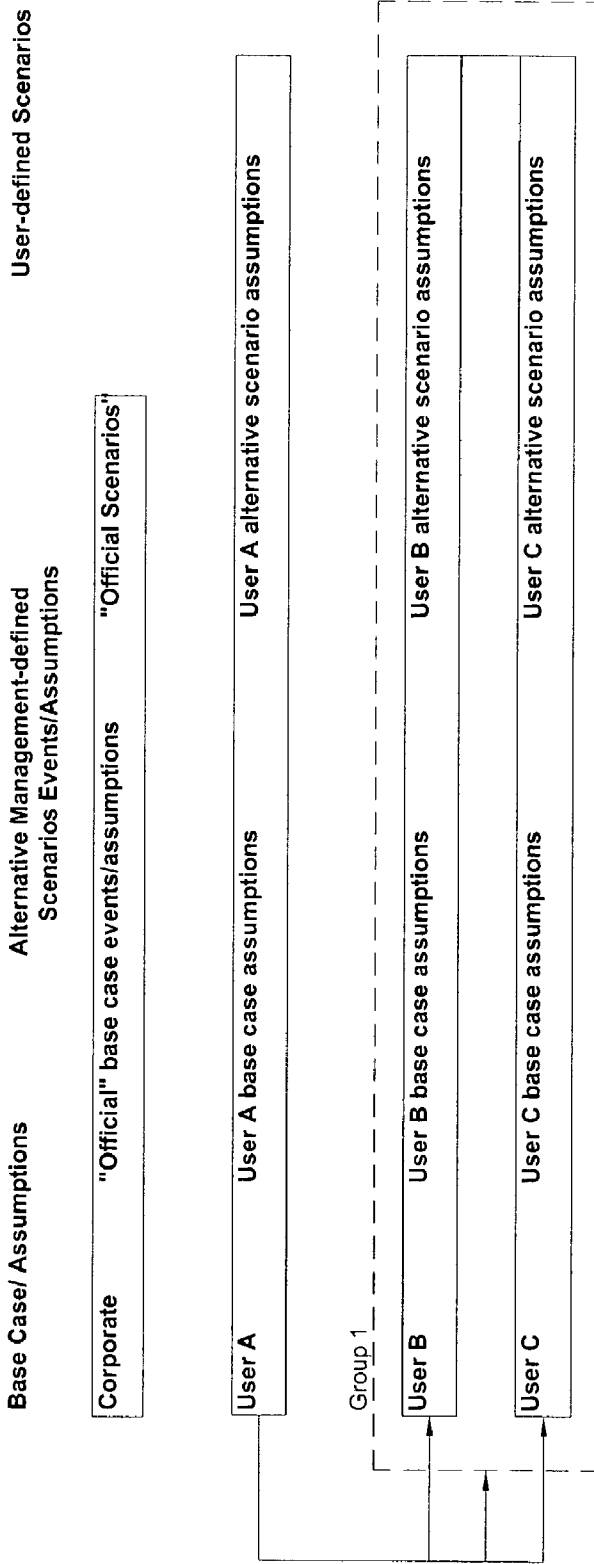 Base Case/ Assumptions
Alternative Management-defined
Scenarios Events/Assumptions
User-defined Scenarios
Corporate "Official" base case events/assumptions "Official Scenarios"
User A User A base case assumptions User A alternative scenario assumptions
Group 1
User B User B base case assumptions User B alternative scenario assumptions
User C User C base case assumptions User C alternative scenario assumptions